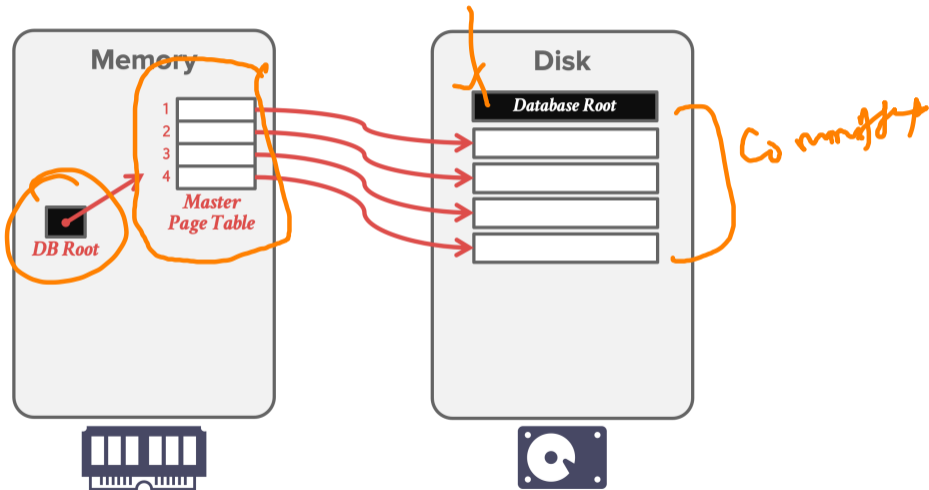 Memory
Disk
1
2
3
4
Master
Page Table
DB Root
Database Root